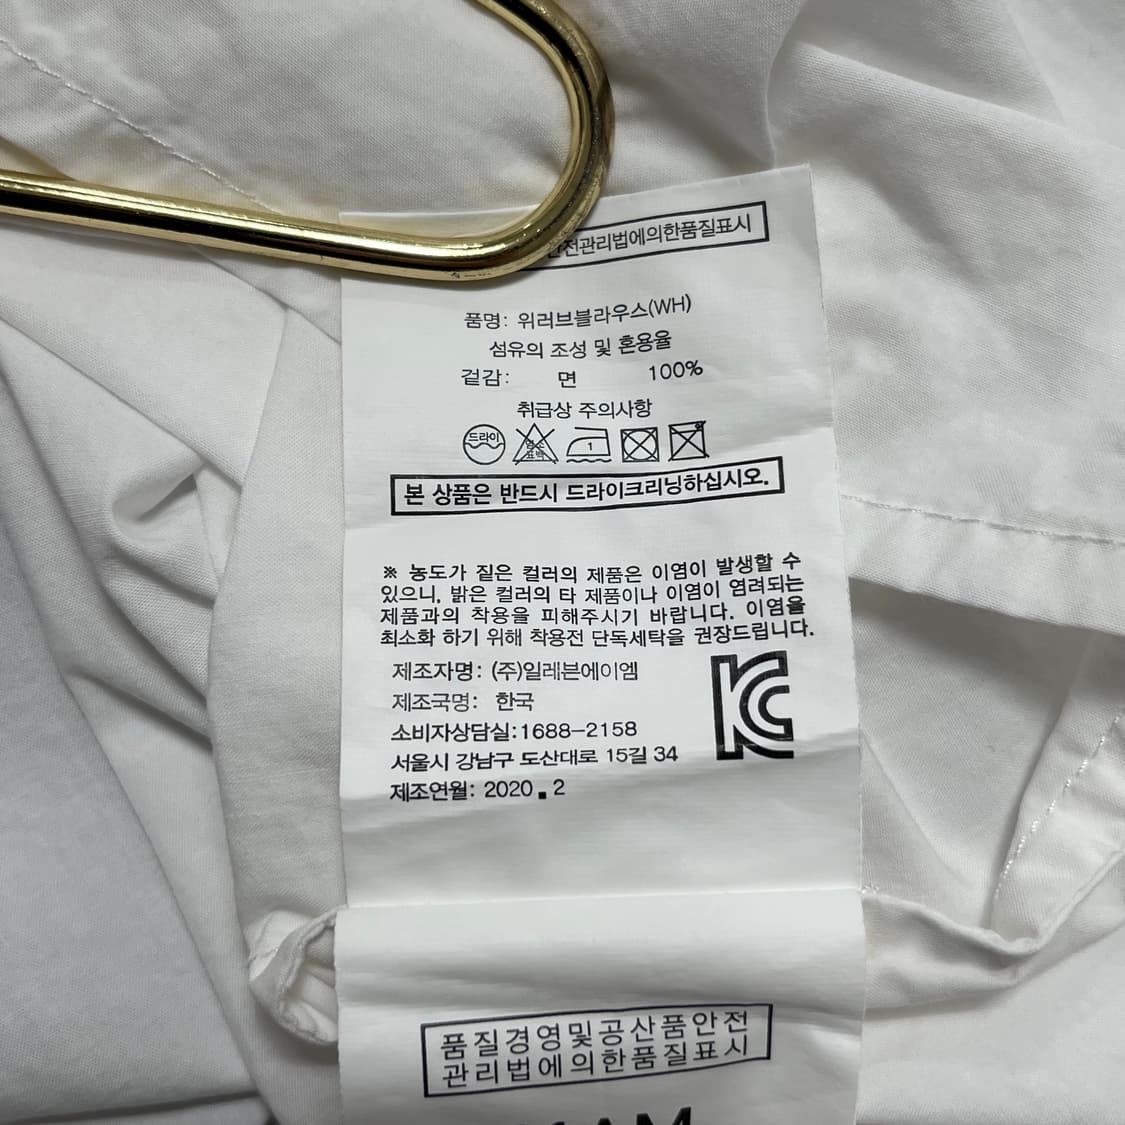 안전관리법에의한품질표시
품명: 위러브블라우스(WH)
섬유의 조성 및 혼용율
겉감: 면 100%
취급상 주의사항
드라이 염소 표백 1
본 상품은 반드시 드라이크리닝하십시오.
※ 농도가 짙은 컬러의 제품은 이염이 발생할 수
있으니, 밝은 컬러의 타 제품이나 이염이 염려되는
제품과의 착용을 피해주시기 바랍니다. 이염을
최소화 하기 위해 착용전 단독세탁을 권장드립니다.
제조자명: (주)일레븐에이엠
제조국명: 한국
소비자상담실:1688-2158
서울시 강남구 도산대로 15길 34
제조연월: 2020.2
KC
품질경영및공산품안전
관리법에의한품질표시